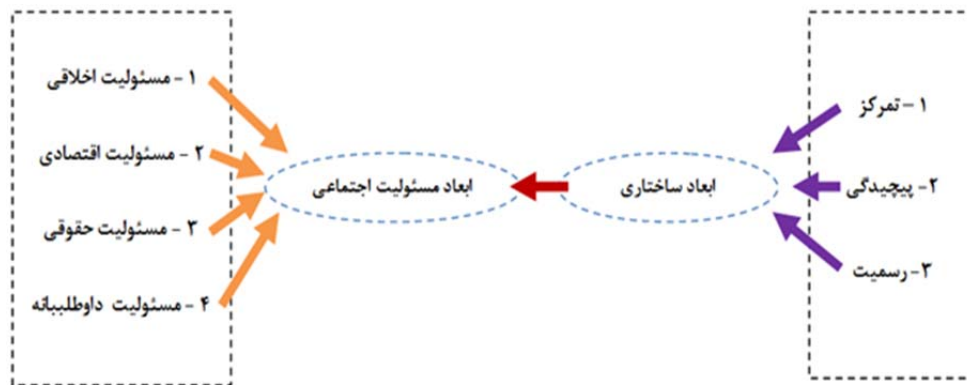 ۱ - تمرکز
۲- پیچیدگی
۳- رسمیت
ابعاد ساختاری
ابعاد مسئولیت اجتماعی
۱ - مسئولیت اخلاقی
۲ - مسئولیت اقتصادی
۳ - مسئولیت حقوقی
۴ - مسئولیت داوطلببانه